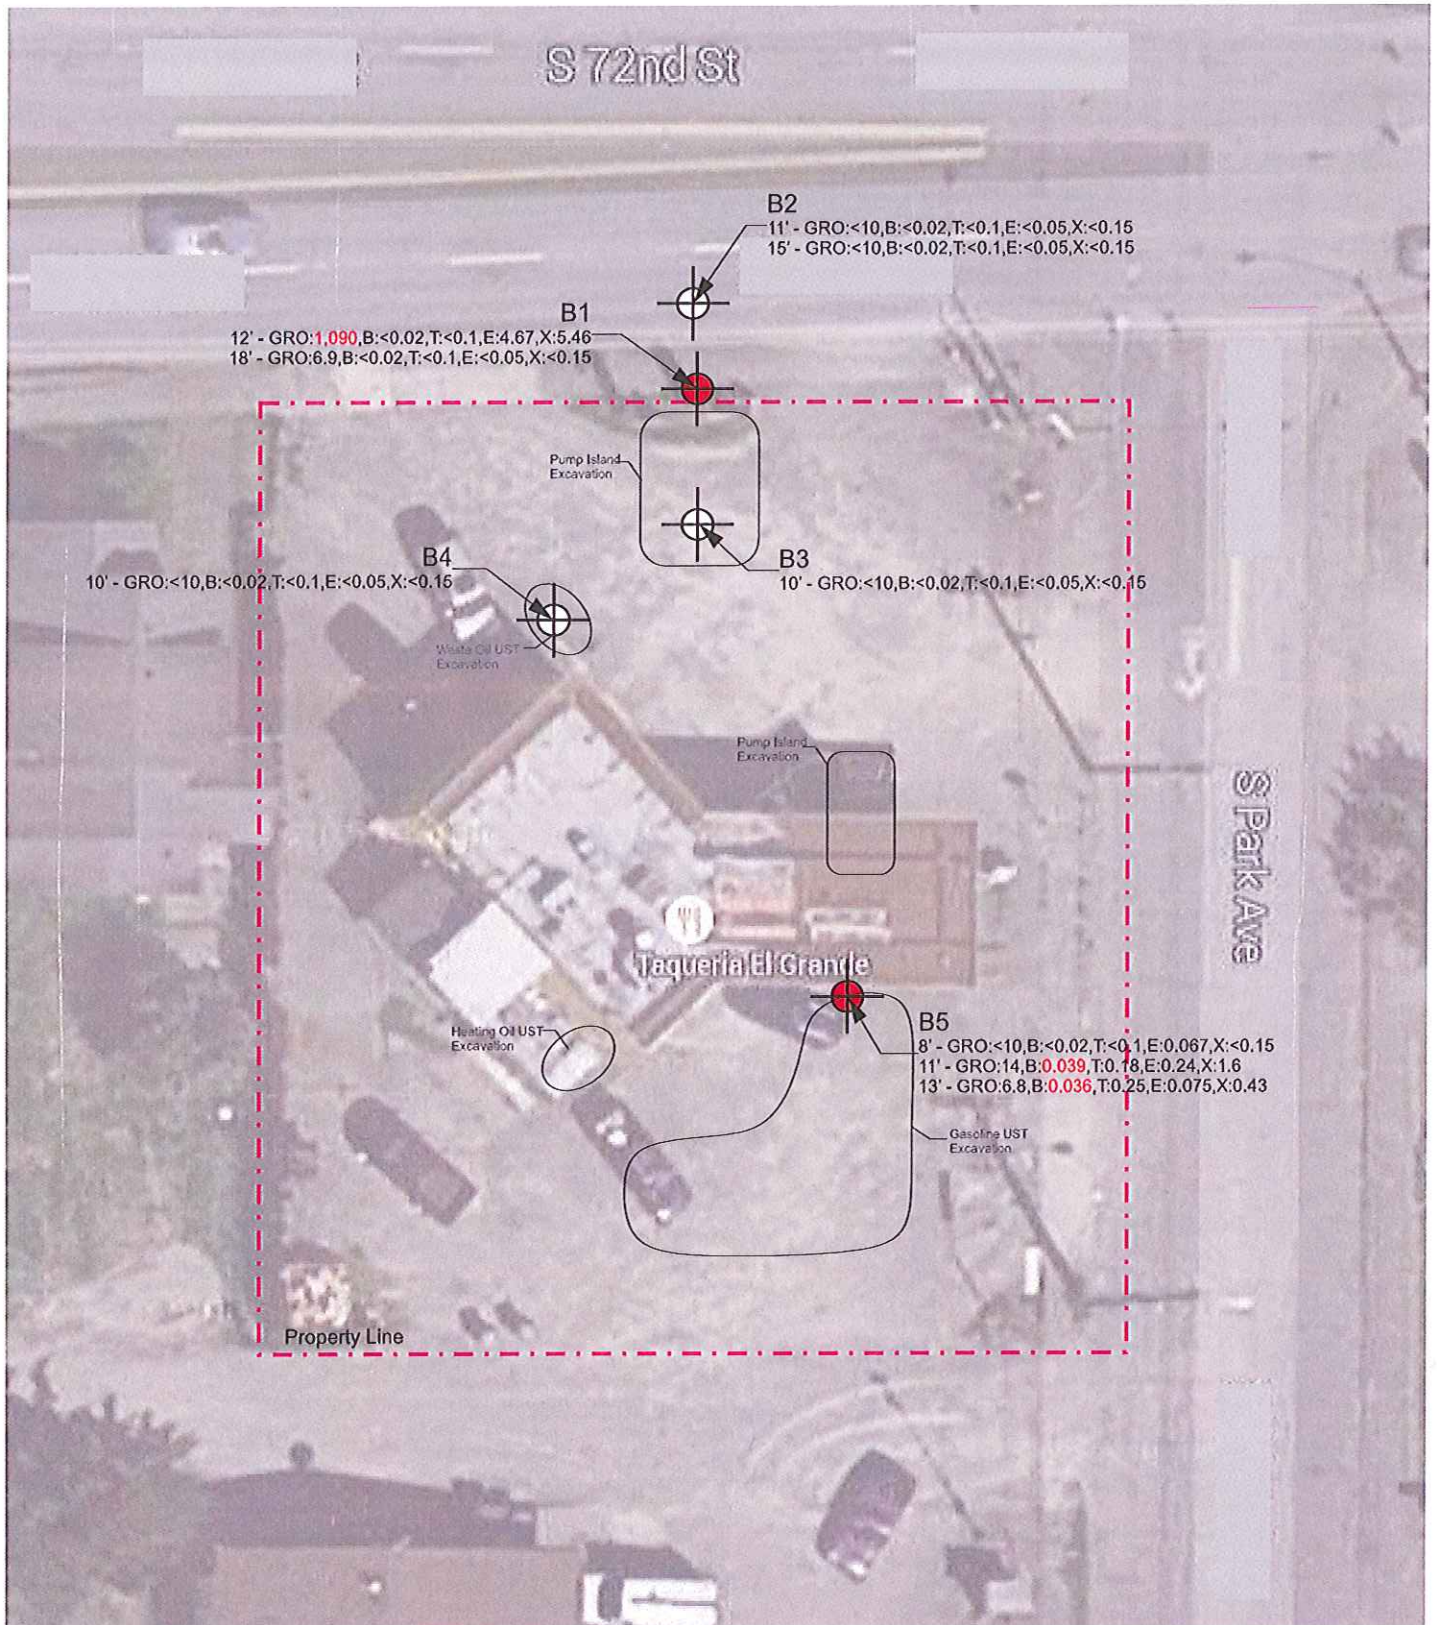 S 72nd St
B2
11' - GRO:<10,B:<0.02,T:<0.1,E:<0.05,X:<0.15
15' - GRO:<10,B:<0.02,T:<0.1,E:<0.05,X:<0.15
B1
12' - GRO:1,090,B:<0.02,T:<0.1,E:4.67,X:5.46
18' - GRO:6.9,B:<0.02,T:<0.1,E:<0.05,X:<0.15
Pump Island
Excavation
B4
10' - GRO:<10,B:<0.02,T:<0.1,E:<0.05,X:<0.15
B3
10' - GRO:<10,B:<0.02,T:<0.1,E:<0.05,X:<0.15
Waste Oil UST
Excavation
Pump Island
Excavation
S Park Ave
Taqueria El Grande
Heating Oil UST
Excavation
B5
8' - GRO:<10,B:<0.02,T:<0.1,E:0.067,X:<0.15
11' - GRO:14,B:0.039,T:0.18,E:0.24,X:1.6
13' - GRO:6.8,B:0.036,T:0.25,E:0.075,X:0.43
Gasoline UST
Excavation
Property Line